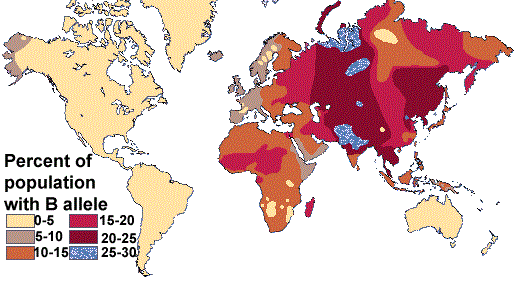 Percent of
population
with B allele
0-5 15-20
5-10 20-25
10-15 25-30